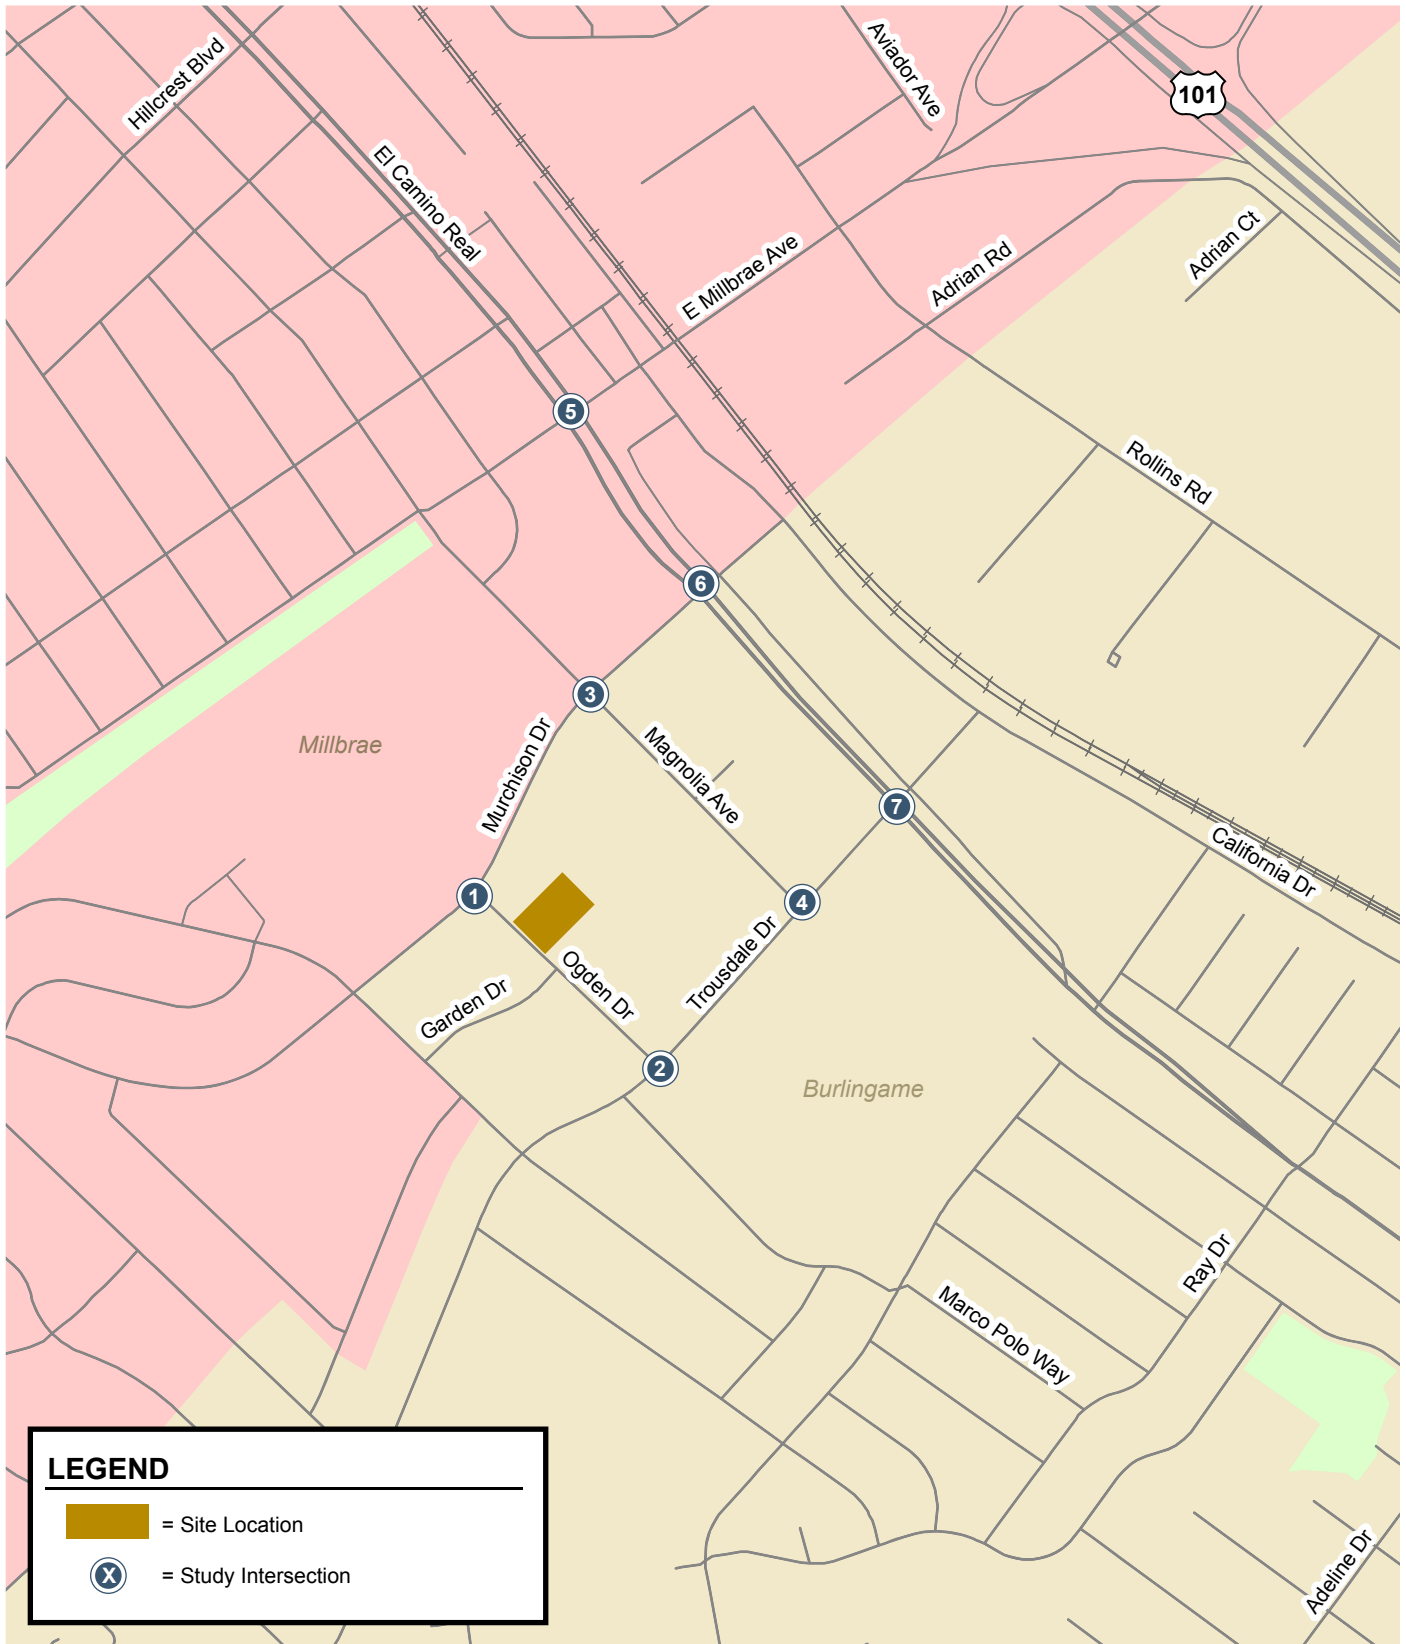 Hillcrest Blvd
Aviador Ave
101
El Camino Real
E Millbrae Ave
Adrian Rd
Adrian Ct
5
Rollins Rd
6
3
Millbrae
Murchison Dr
Magnolia Ave
7
California Dr
1
4
Ogden Dr
Trousdale Dr
Garden Dr
2
Burlingame
Ray Dr
Marco Polo Way
Adeline Dr
LEGEND
= Site Location
X = Study Intersection